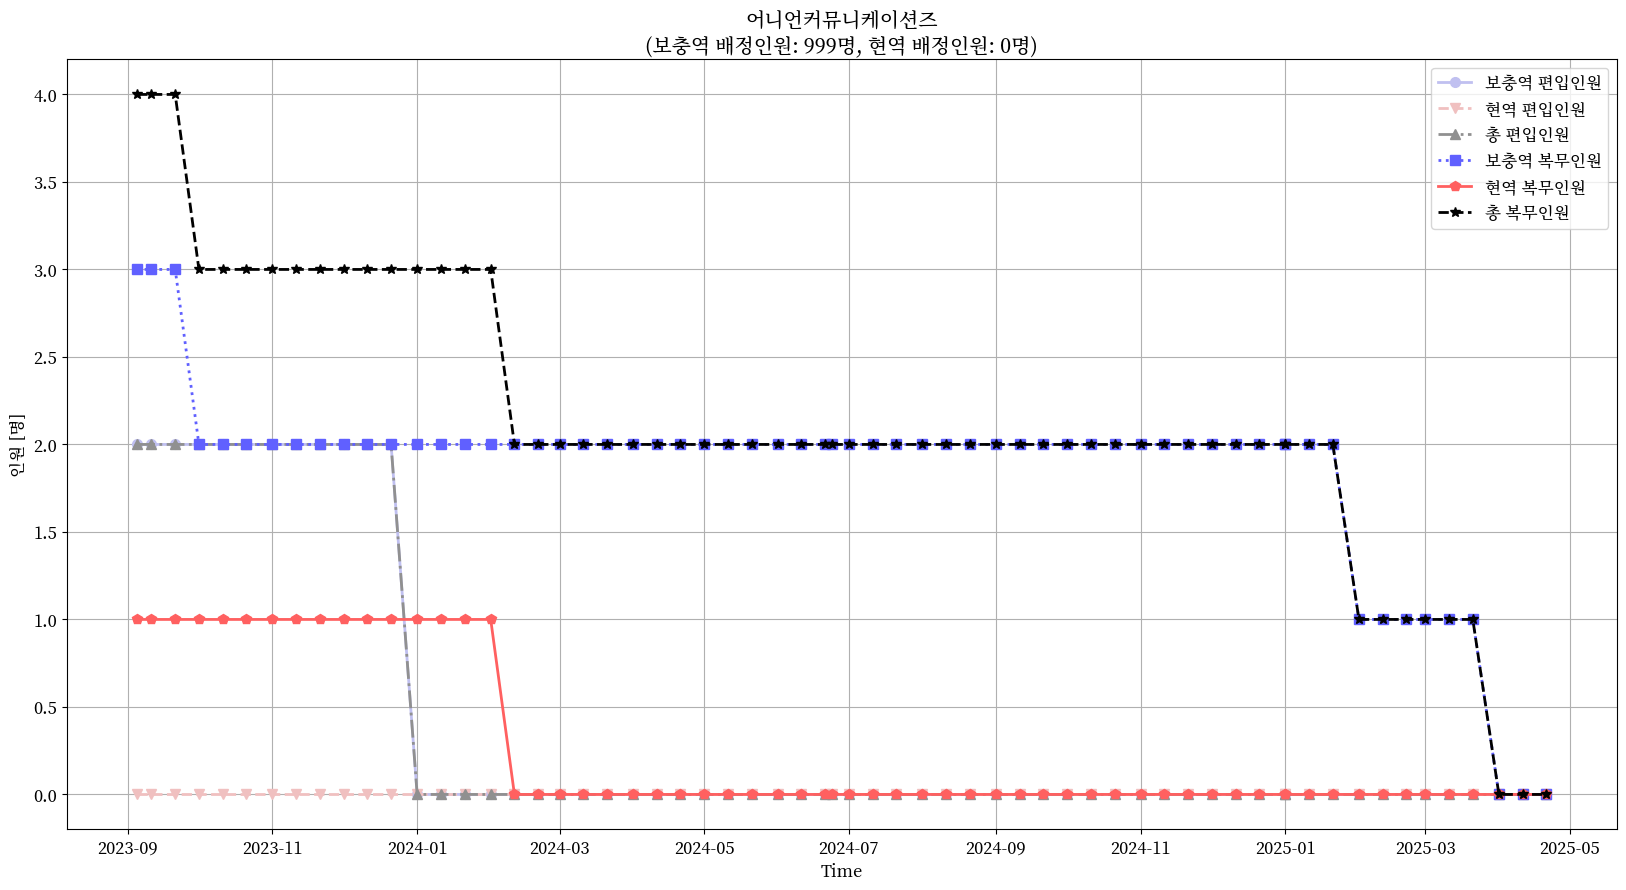 어니언커뮤니케이션즈
(보충역 배정인원: 999명, 현역 배정인원: 0명)
보충역 편입인원
현역 편입인원
총 편입인원
보충역 복무인원
현역 복무인원
총 복무인원
인원 [명]
4.0
3.5
3.0
2.5
2.0
1.5
1.0
0.5
0.0
2023-09
2023-11
2024-01
2024-03
2024-05
2024-07
2024-09
2024-11
2025-01
2025-03
2025-05
Time